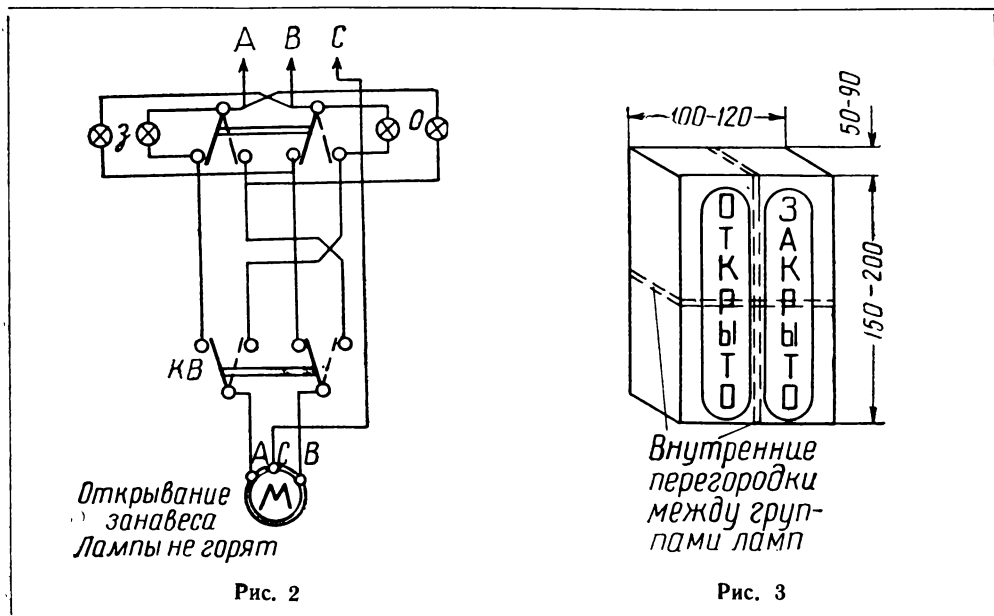 А В С
З
О
КВ
А С В
М
Открывание
занавеса
Лампы не горят
Рис. 2
100-120
50-90
ОТКРЫТО
ЗАКРЫТО
150-200
Внутренние
перегородки
между груп-
пами ламп
Рис. 3